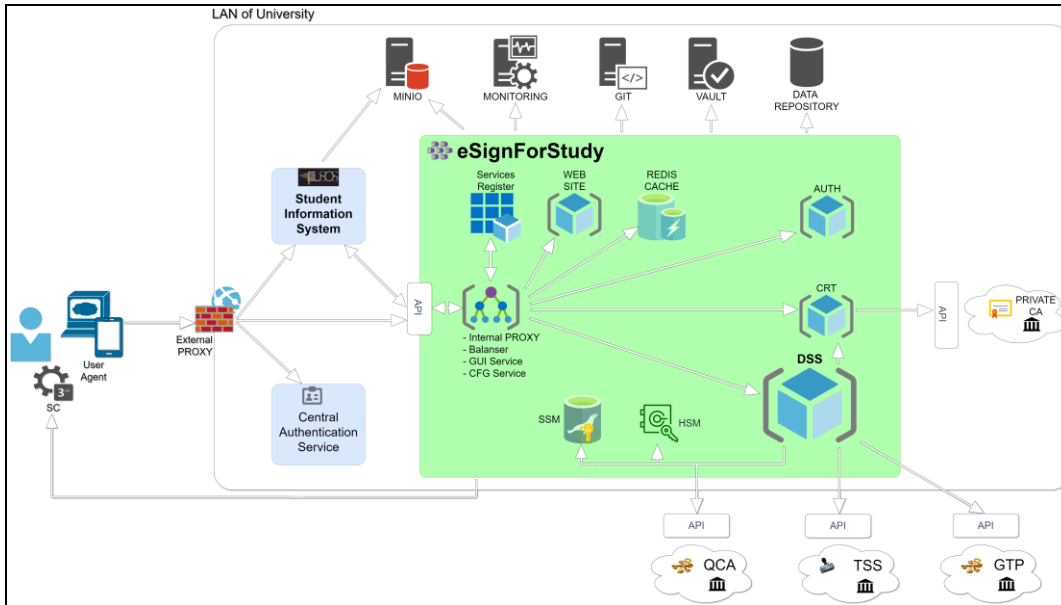 LAN of University
MINIO
MONITORING
GIT
VAULT
DATA
REPOSITORY
eSignForStudy
USOS
Student
Information
System
Services
Register
WEB
SITE
REDIS
CACHE
AUTH
API
- Internal PROXY
- Balanser
- GUI Service
- CFG Service
CRT
API
PRIVATE
CA
External
PROXY
User
Agent
3rd
SC
Central
Authentication
Service
DSS
SSM
HSM
API
API
API
QCA
TSS
GTP